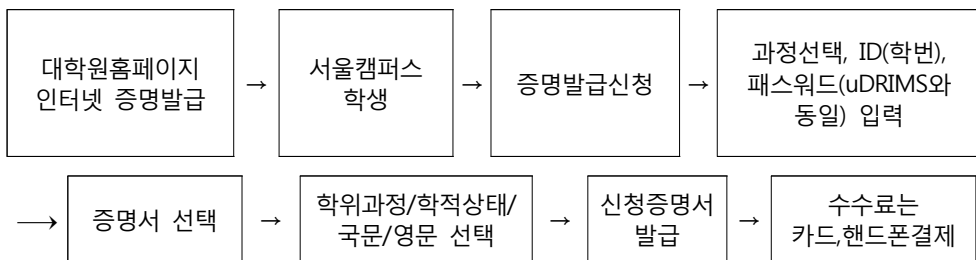 대학원홈페이지
인터넷 증명발급
→
서울캠퍼스
학생
→
증명발급신청
→
과정선택, ID(학번),
패스워드(uDRIMS와
동일) 입력
→
증명서 선택
→
학위과정/학적상태/
국문/영문 선택
→
신청증명서
발급
→
수수료는
카드,핸드폰결제